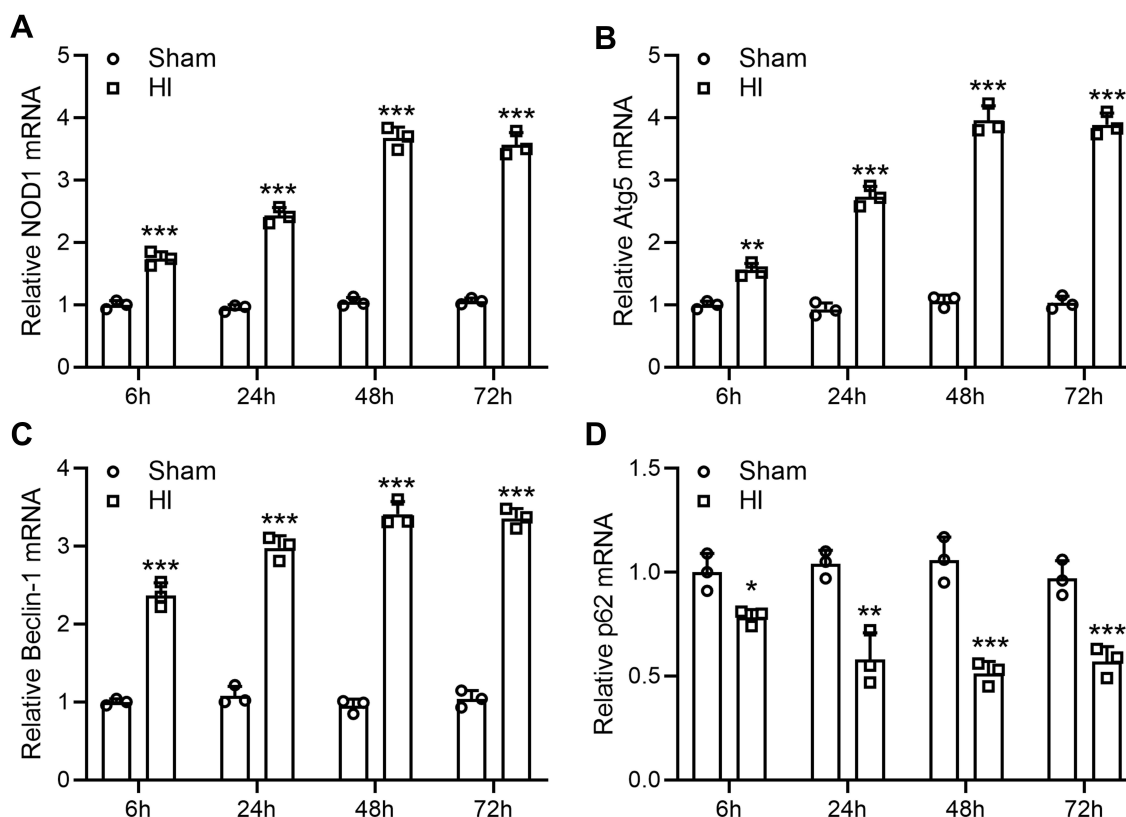 A
Relative NOD1 mRNA
5
4
3
2
1
0
Sham
HI
***
***
***
***
6h
24h
48h
72h
B
Relative Atg5 mRNA
5
4
3
2
1
0
Sham
HI
**
***
***
***
6h
24h
48h
72h
C
Relative Beclin-1 mRNA
4
3
2
1
0
Sham
HI
***
***
***
***
6h
24h
48h
72h
D
Relative p62 mRNA
1.5
1.0
0.5
0.0
Sham
HI
*
**
***
***
6h
24h
48h
72h